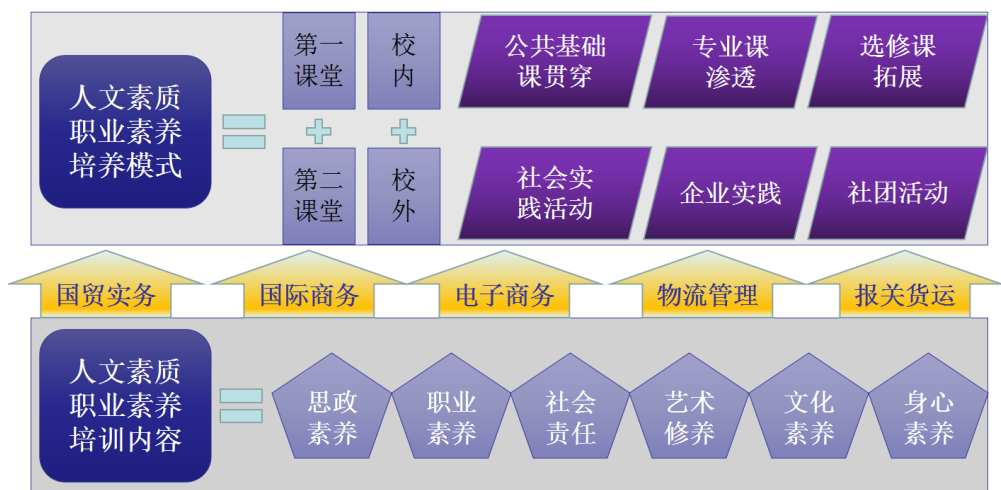 人文素质
职业素养
培养模式
第一
课堂
校
内
公共基础
课贯穿
专业课
渗透
选修课
拓展
第二
课堂
校
外
社会实
践活动
企业实践
社团活动
国贸实务
国际商务
电子商务
物流管理
报关货运
人文素质
职业素养
培训内容
思政
素养
职业
素养
社会
责任
艺术
修养
文化
素养
身心
素养